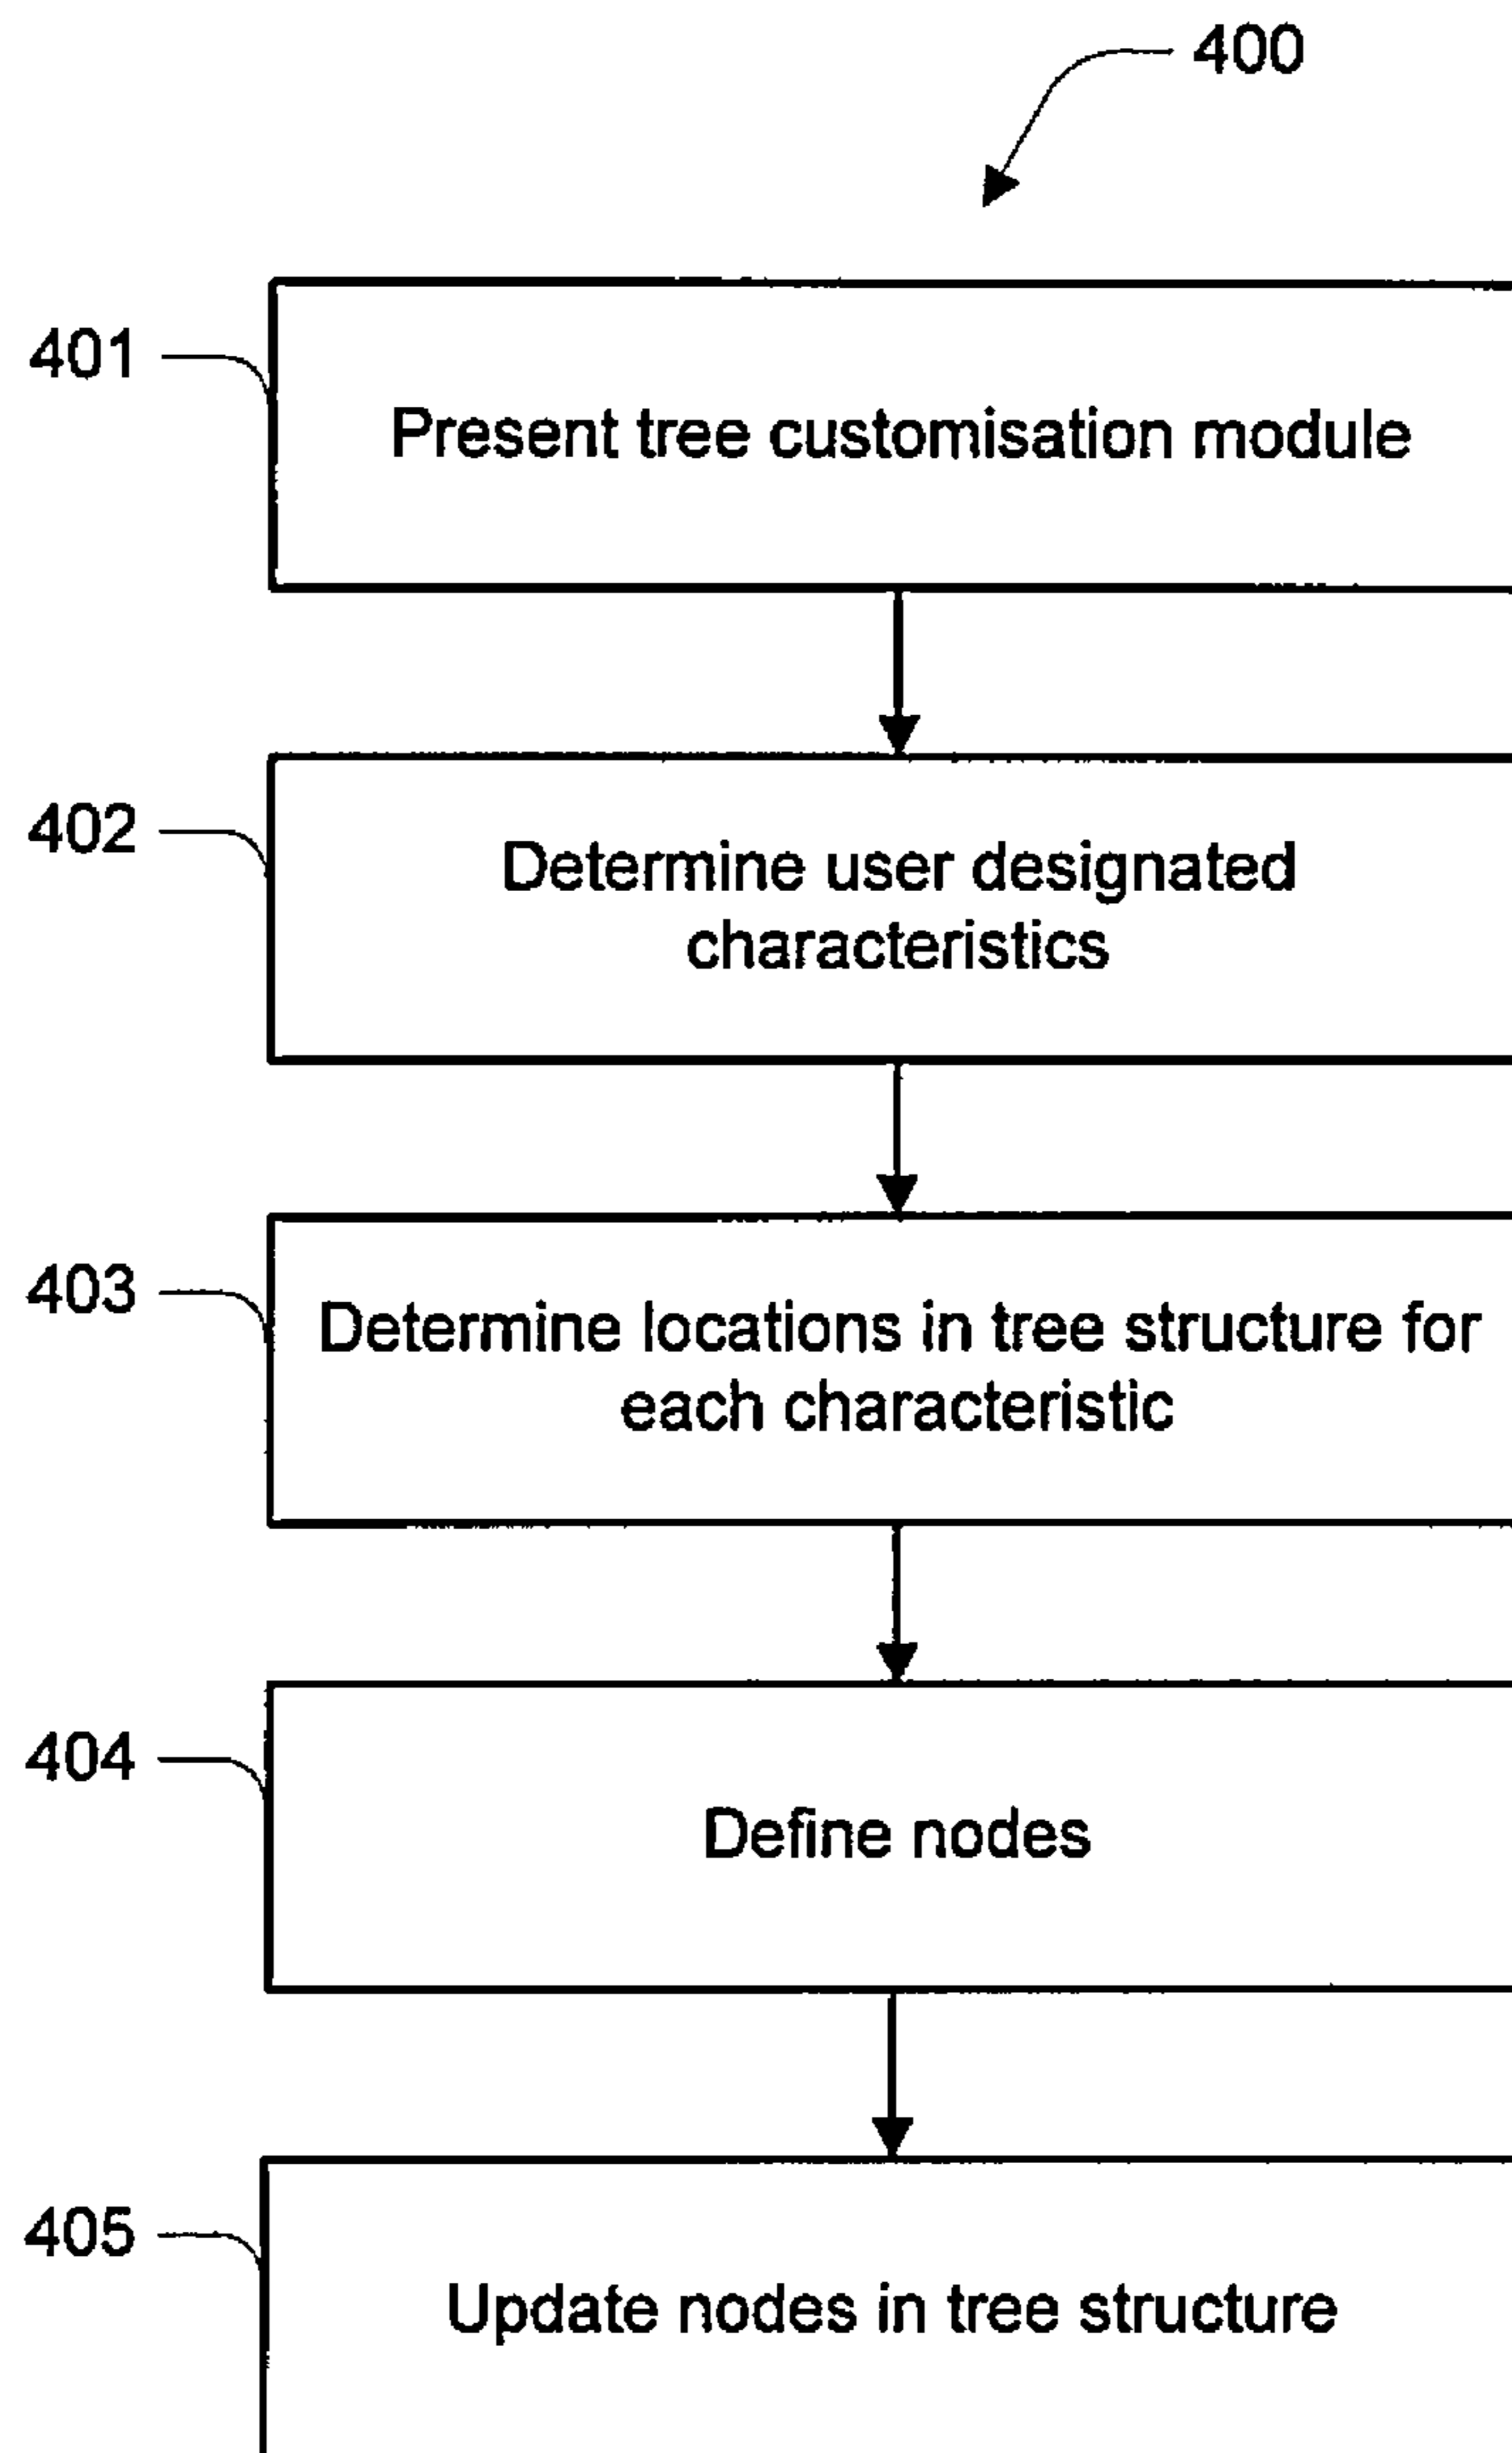 400
401
Present tree customisation module
402
Determine user designated
characteristics
403
Determine locations in tree structure for
each characteristic
404
Define nodes
405
Update nodes in tree structure